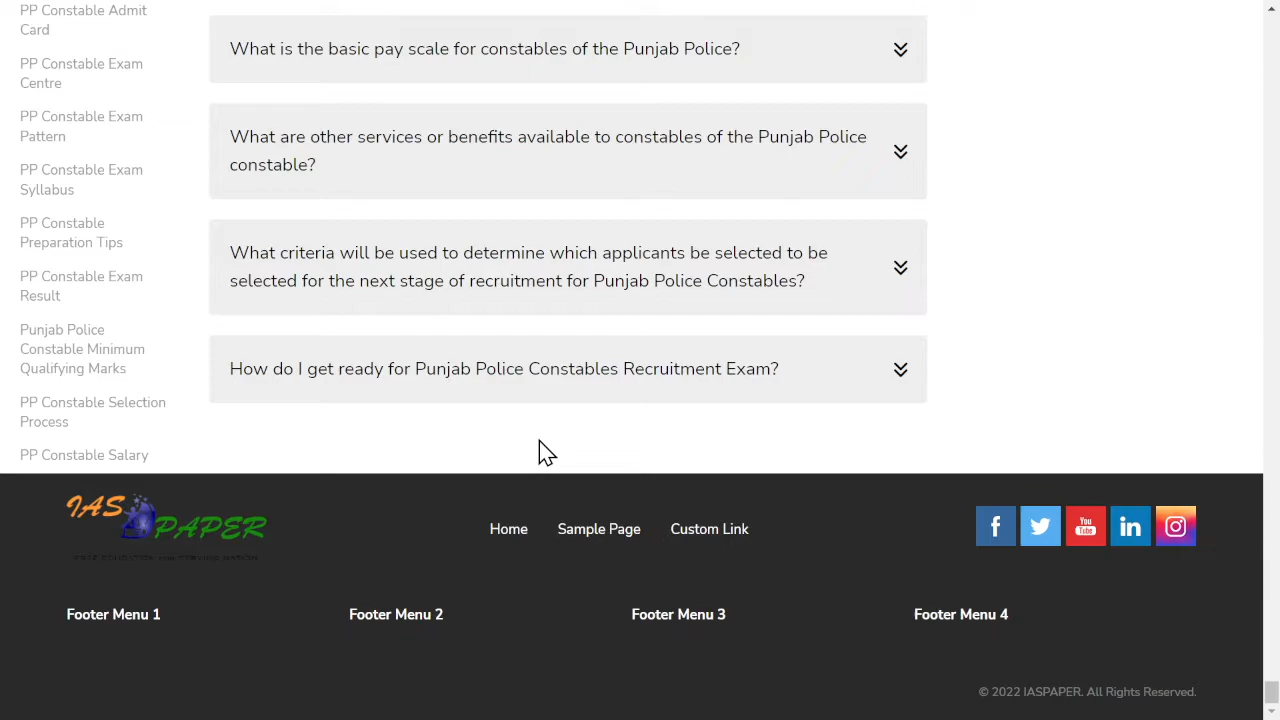 PP Constable Admit
Card
PP Constable Exam
Centre
PP Constable Exam
Pattern
PP Constable Exam
Syllabus
PP Constable
Preparation Tips
PP Constable Exam
Result
Punjab Police
Constable Minimum
Qualifying Marks
PP Constable Selection
Process
PP Constable Salary
What is the basic pay scale for constables of the Punjab Police?
What are other services or benefits available to constables of the Punjab Police
constable?
What criteria will be used to determine which applicants be selected to be
selected for the next stage of recruitment for Punjab Police Constables?
How do I get ready for Punjab Police Constables Recruitment Exam?
IAS4PAPER
Home Sample Page Custom Link
f You Tube in
Footer Menu 1 Footer Menu 2 Footer Menu 3 Footer Menu 4
© 2022 IASPAPER. All Rights Reserved.